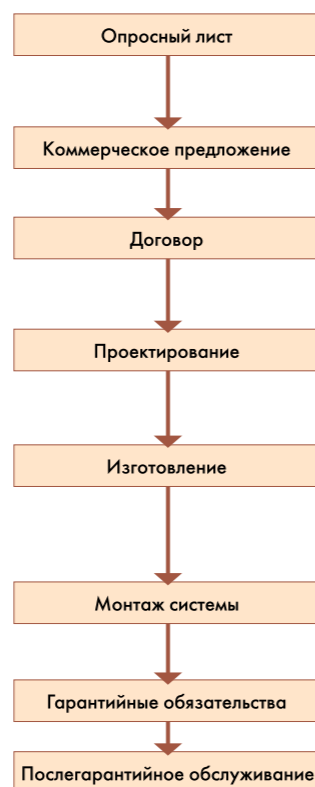 Опросный лист
Коммерческое предложение
Договор
Проектирование
Изготовление
Монтаж системы
Гарантийные обязательства
Послегарантийное обслуживание